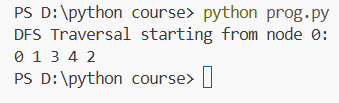 PS D:\python course> python prog.py
DFS Traversal starting from node 0:
0 1 3 4 2
PS D:\python course>